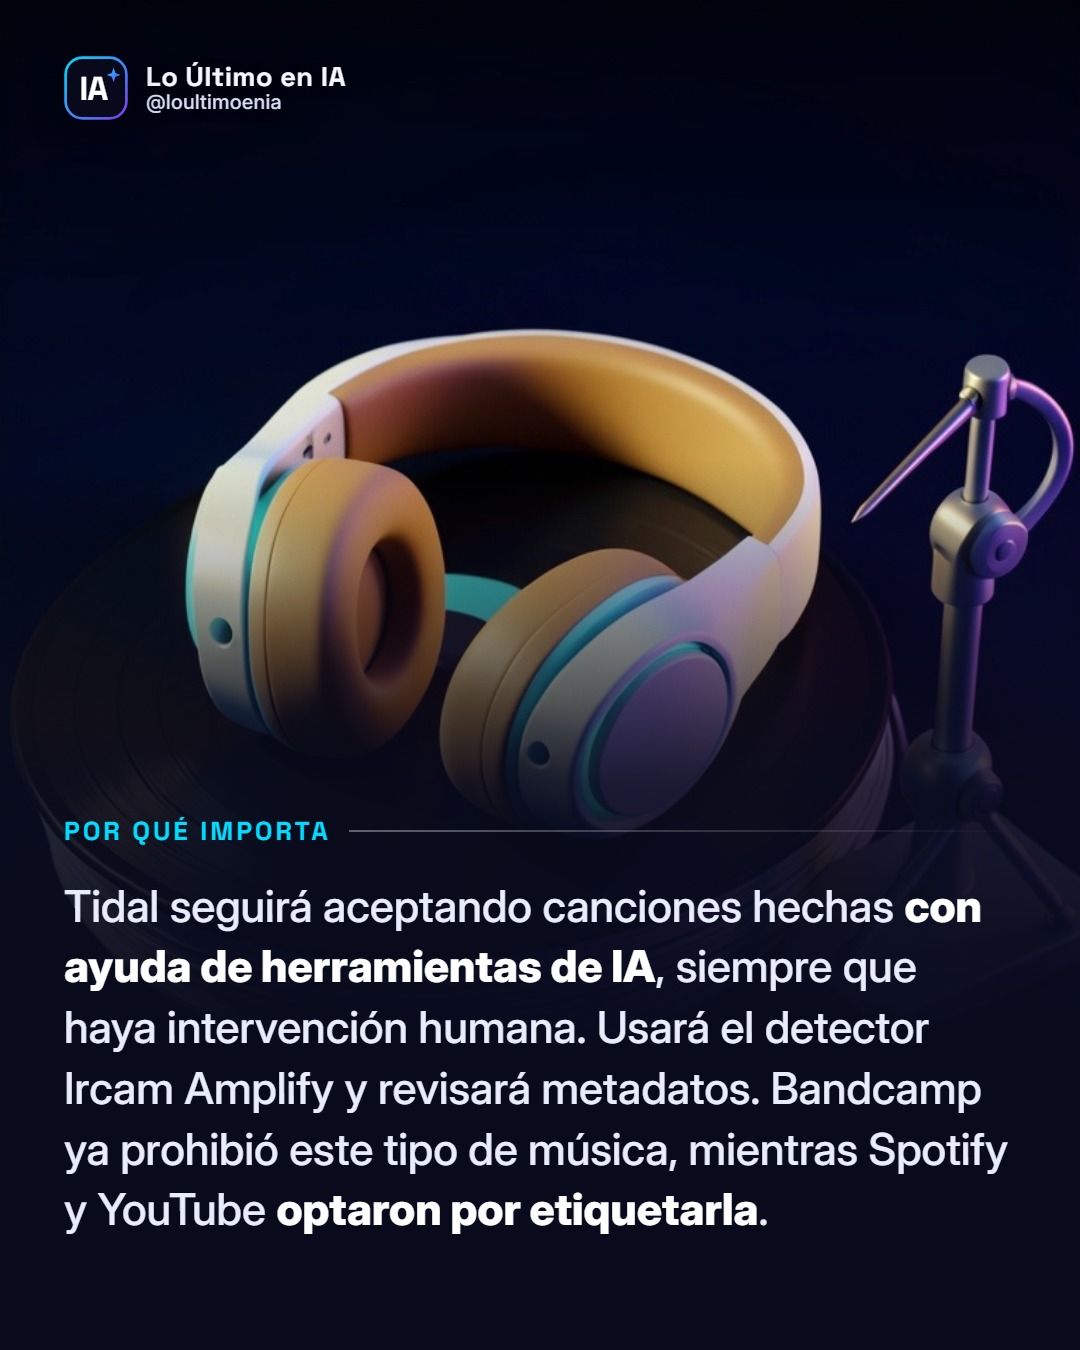 IA
Lo Último en IA
@loultimoenia
POR QUÉ IMPORTA
Tidal seguirá aceptando canciones hechas con
ayuda de herramientas de IA, siempre que
haya intervención humana. Usará el detector
Ircam Amplify y revisará metadatos. Bandcamp
ya prohibió este tipo de música, mientras Spotify
y YouTube optaron por etiquetarla.